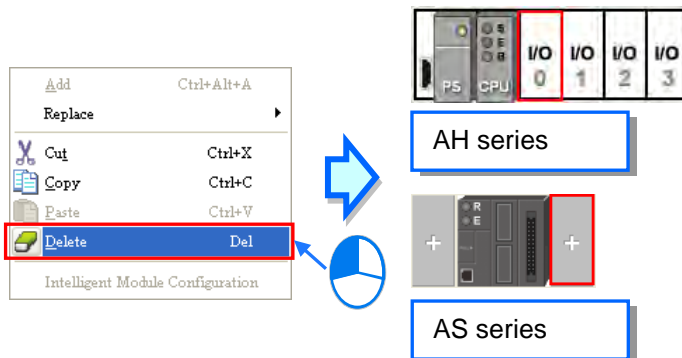 Add Ctrl+Alt+A
Replace
Cut Ctrl+X
Copy Ctrl+C
Paste Ctrl+V
Delete Del
Intelligent Module Configuration
PS CPU S E B I/O 0 I/O 1 I/O 2 I/O 3
AH series
+ R E +
AS series